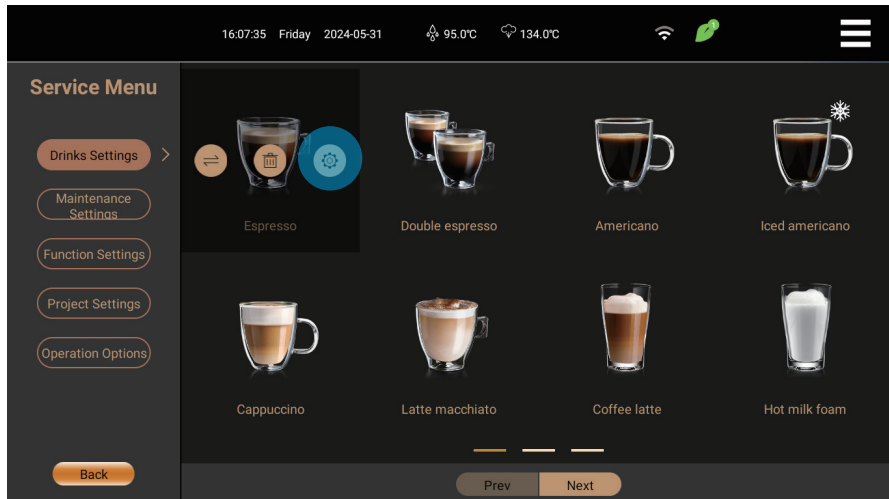 16:07:35 Friday 2024-05-31 95.0℃ 134.0℃ 1
Service Menu
Drinks Settings
Maintenance
Settings
Function Settings
Project Settings
Operation Options
Back
Espresso Double espresso Americano Iced americano
Cappuccino Latte macchiato Coffee latte Hot milk foam
Prev Next